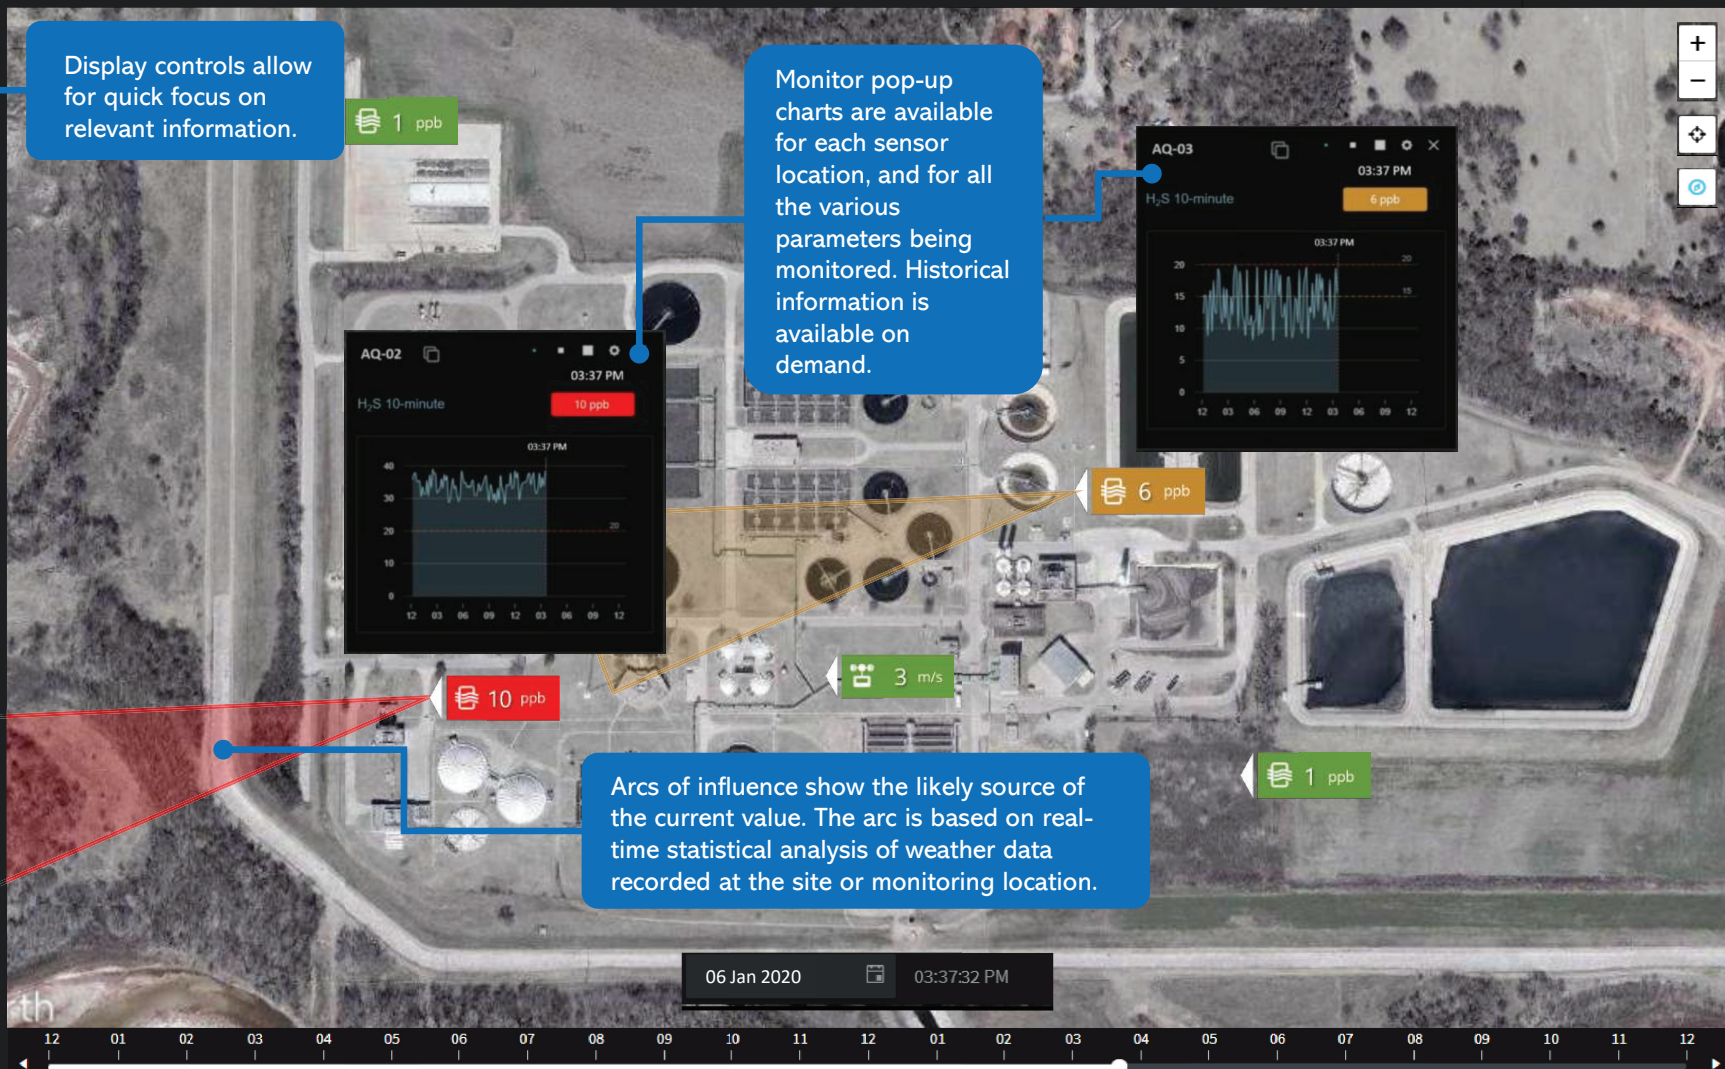 Display controls allow
for quick focus on
relevant information.
1 ppb
Monitor pop-up
charts are available
for each sensor
location, and for all
the various
parameters being
monitored. Historical
information is
available on
demand.
AQ-03
03:37 PM
H₂S 10-minute
6 ppb
03:37 PM
20
20
15
15
10
5
0
12 03 06 09 12 03 06 09 12
AQ-02
03:37 PM
H₂S 10-minute
10 ppb
03:37 PM
40
30
20
20
10
0
12 03 06 09 12 03 06 09 12
6 ppb
3 m/s
10 ppb
1 ppb
Arcs of influence show the likely source of
the current value. The arc is based on real-
time statistical analysis of weather data
recorded at the site or monitoring location.
06 Jan 2020 03:37:32 PM
rth
12 01 02 03 04 05 06 07 08 09 10 11 12 01 02 03 04 05 06 07 08 09 10 11 12